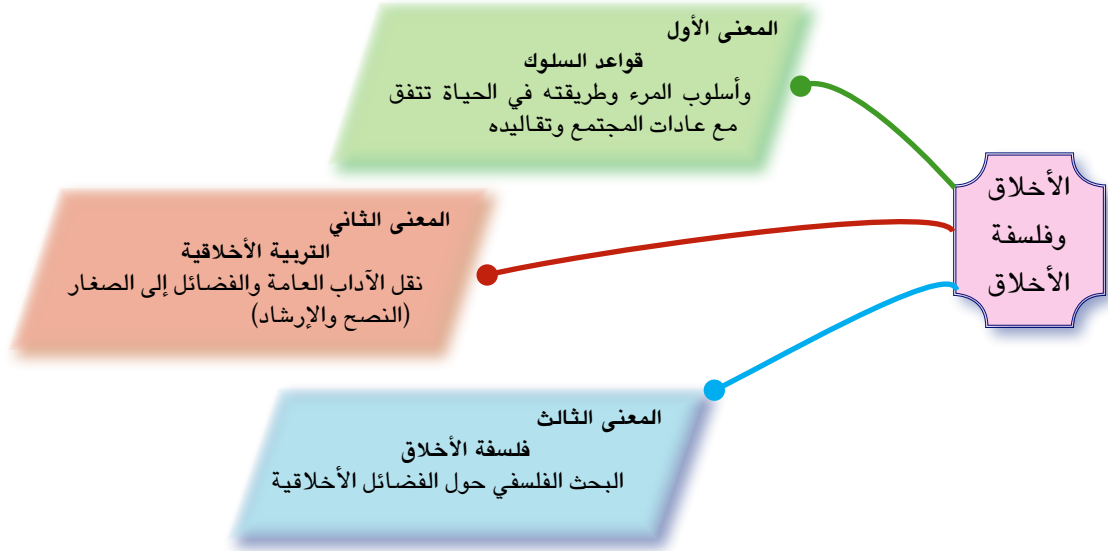 الأخلاق
وفلسفة
الأخلاق
المعنى الأول
قواعد السلوك
وأسلوب المرء وطريقته في الحياة تتفق
مع عادات المجتمع وتقاليده
المعنى الثاني
التربية الأخلاقية
نقل الآداب العامة والفضائل إلى الصغار
(النصح والإرشاد)
المعنى الثالث
فلسفة الأخلاق
البحث الفلسفي حول الفضائل الأخلاقية